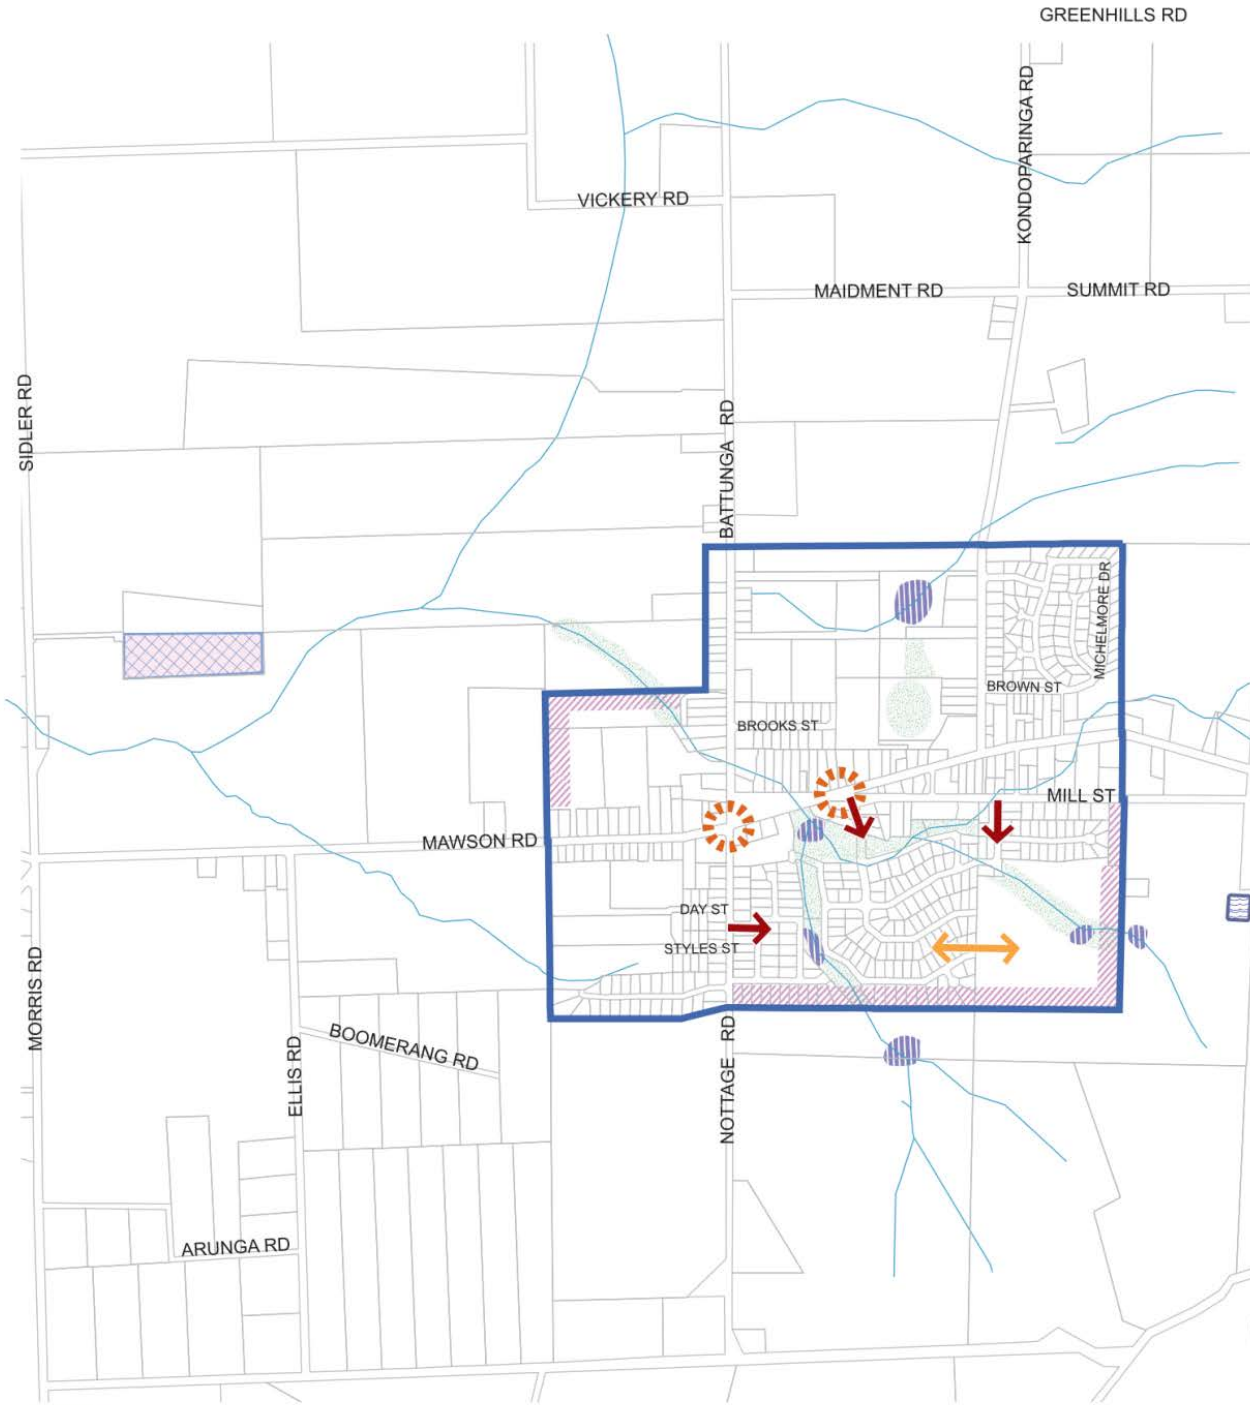 GREENHILLS RD
KONDOPARINGA RD
VICKERY RD
MAIDMENT RD
SUMMIT RD
SIDLER RD
BATTUNGA RD
MICHELMORE DR
BROWN ST
BROOKS ST
MILL ST
MAWSON RD
DAY ST
STYLES ST
MORRIS RD
ELLIS RD
BOOMERANG RD
NOTTAGE RD
ARUNGA RD